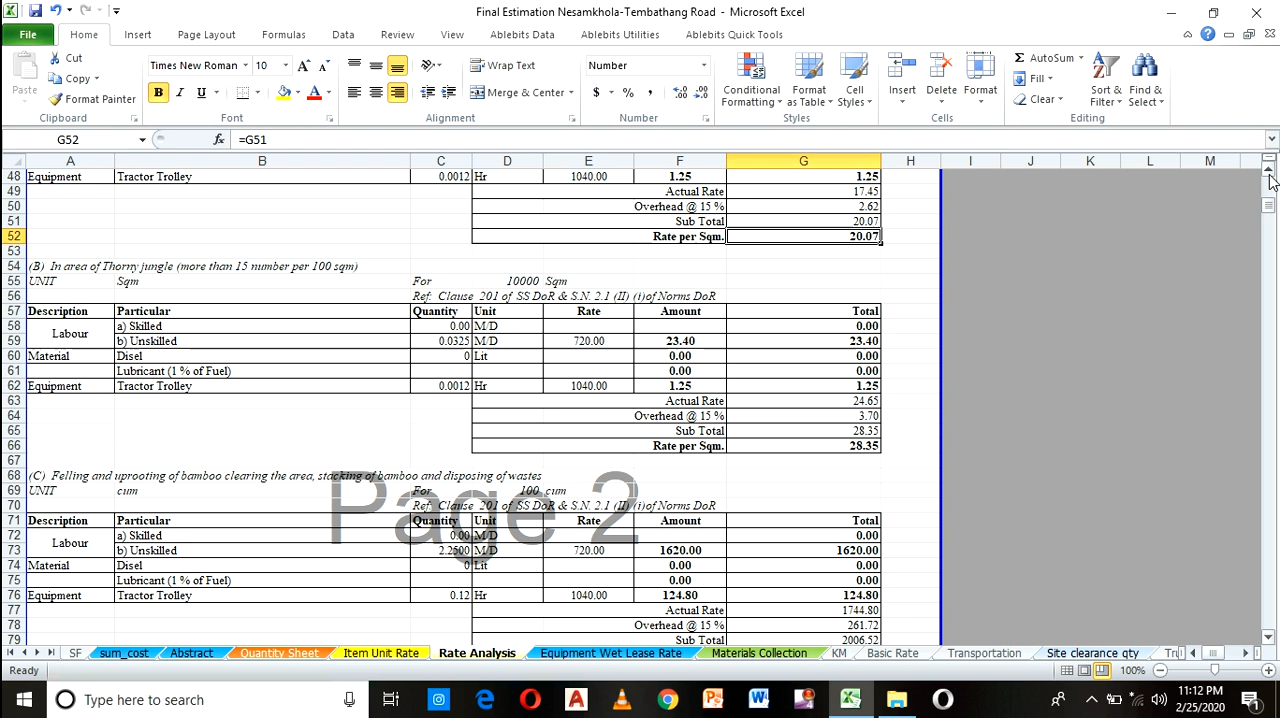 Final Estimation Nesamkhola-Tembathang Road - Microsoft Excel
File Home Insert Page Layout Formulas Data Review View Ablebits Data Ablebits Utilities Ablebits Quick Tools
Paste Cut Copy Format Painter Clipboard
Times New Roman 10 B I U A Font
Wrap Text Merge & Center Alignment
Number $ % , Number
Conditional Formatting Format as Table Cell Styles Styles
Insert Delete Format Cells
AutoSum Fill Clear Sort & Filter Find & Select Editing
G52 fx =G51
A B C D E F G H I J K L M
48 Equipment Tractor Trolley 0.0012 Hr 1040.00 1.25 1.25
49 Actual Rate 17.45
50 Overhead @ 15 % 2.62
51 Sub Total 20.07
52 Rate per Sqm. 20.07
53
54 (B) In area of Thorny jungle (more than 15 number per 100 sqm)
55 UNIT Sqm For 10000 Sqm
56 Ref: Clause 201 of SS DoR & S.N. 2.1 (II) (i)of Norms DoR
57 Description Particular Quantity Unit Rate Amount Total
58 Labour a) Skilled 0.00 M/D 0.00
59 b) Unskilled 0.0325 M/D 720.00 23.40 23.40
60 Material Disel 0 Lit 0.00 0.00
61 Lubricant (1 % of Fuel) 0.00 0.00
62 Equipment Tractor Trolley 0.0012 Hr 1040.00 1.25 1.25
63 Actual Rate 24.65
64 Overhead @ 15 % 3.70
65 Sub Total 28.35
66 Rate per Sqm. 28.35
67
68 (C) Felling and uprooting of bamboo clearing the area, stacking of bamboo and disposing of wastes
69 UNIT cum For 100 cum
70 Ref: Clause 201 of SS DoR & S.N. 2.1 (II) (i)of Norms DoR
Page 2
71 Description Particular Quantity Unit Rate Amount Total
72 Labour a) Skilled 0.00 M/D 0.00
73 b) Unskilled 2.2500 M/D 720.00 1620.00 1620.00
74 Material Disel 0 Lit 0.00 0.00
75 Lubricant (1 % of Fuel) 0.00 0.00
76 Equipment Tractor Trolley 0.12 Hr 1040.00 124.80 124.80
77 Actual Rate 1744.80
78 Overhead @ 15 % 261.72
79 Sub Total 2006.52
SF sum_cost Abstract Quantity Sheet Item Unit Rate Rate Analysis Equipment Wet Lease Rate Materials Collection KM Basic Rate Transportation Site clearance qty Tru
Ready 100%
Type here to search 11:12 PM
2/25/2020 1